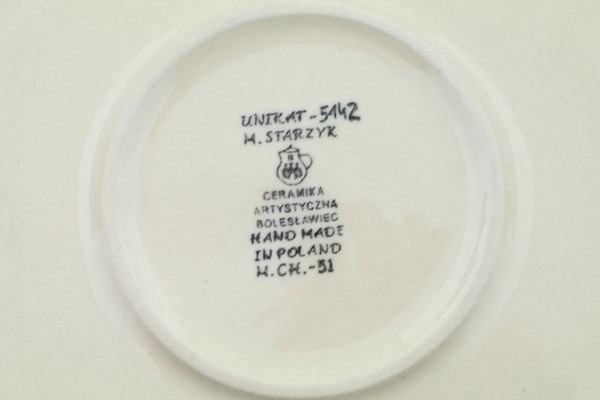 UNIKAT-5142
M. STARZYK
CERAMIKA
ARTYSTYCZNA
BOLESŁAWIEC
HAND MADE
IN POLAND
M. CH.-51